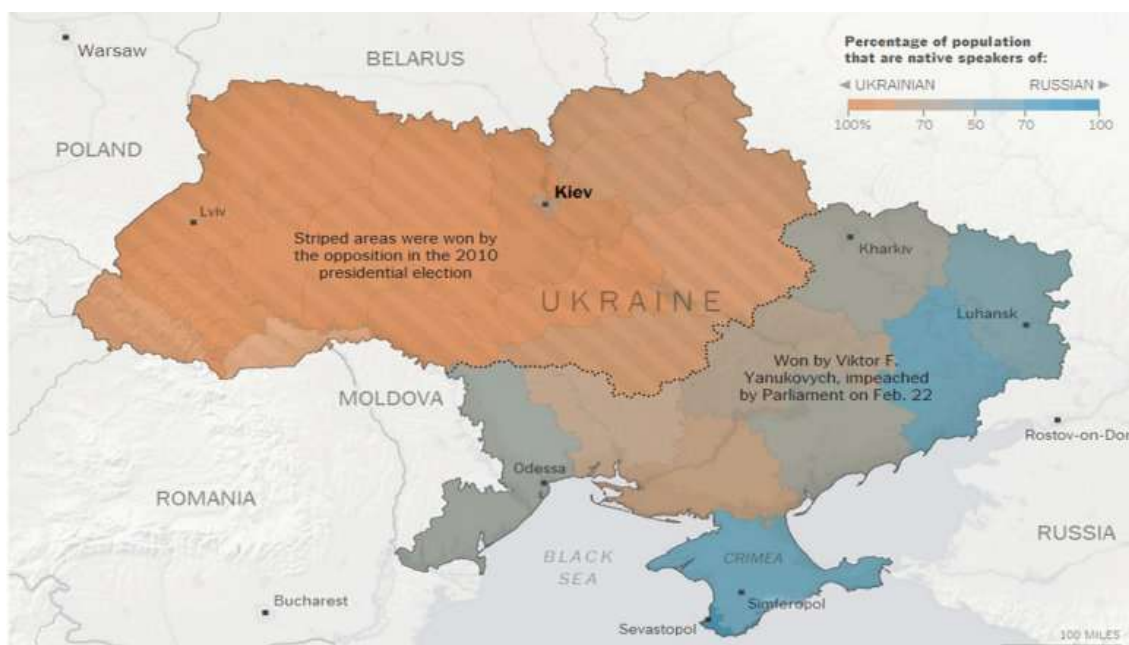 Warsaw
BELARUS
Percentage of population
that are native speakers of:
◀ UKRAINIAN RUSSIAN ▶
100% 70 50 70 100
POLAND
Kiev
Lviv
Striped areas were won by
the opposition in the 2010
presidential election
Kharkiv
UKRAINE
Luhansk
Won by Viktor F.
Yanukovych, impeached
by Parliament on Feb. 22
MOLDOVA
Rostov-on-Don
Odessa
ROMANIA
RUSSIA
BLACK
SEA
CRIMEA
Simferopol
Bucharest
Sevastopol
100 MILES